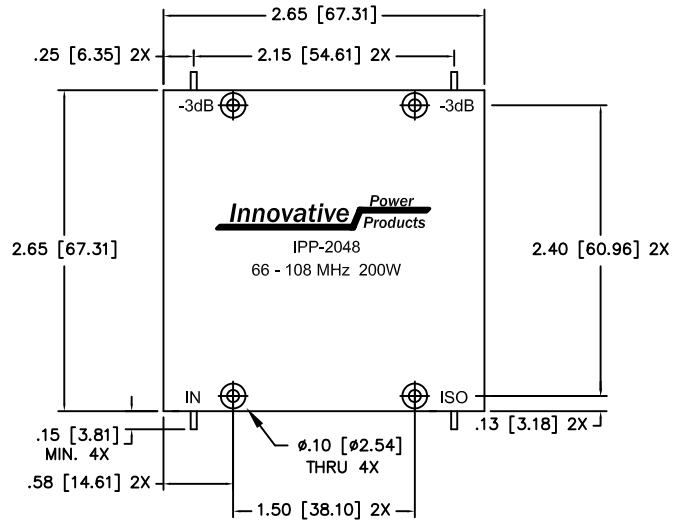 2.65 [67.31]
.25 [6.35] 2X
2.15 [54.61] 2X
-3dB
-3dB
Innovative Power Products
IPP-2048
66 - 108 MHz 200W
2.65 [67.31]
2.40 [60.96] 2X
IN
ISO
.15 [3.81]
MIN. 4X
ø.10 [ø2.54]
THRU 4X
.13 [3.18] 2X
.58 [14.61] 2X
1.50 [38.10] 2X